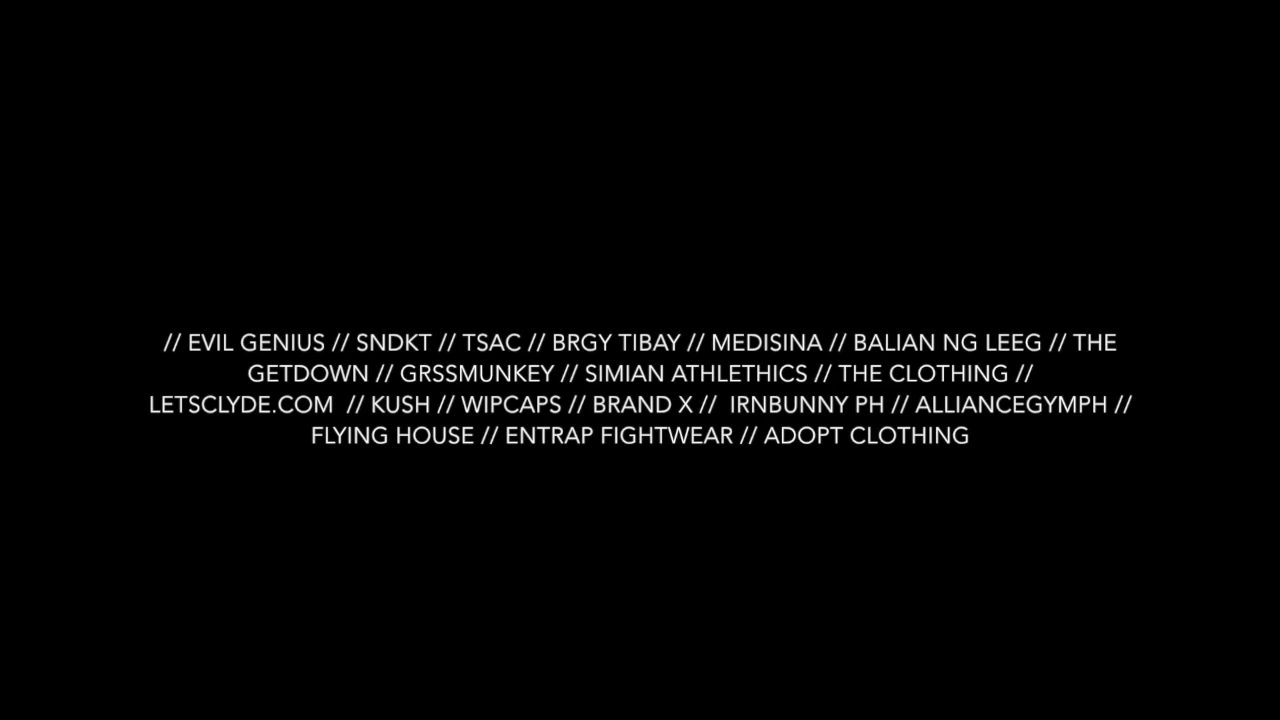 // EVIL GENIUS // SNDKT // TSAC // BRGY TIBAY // MEDISINA // BALIAN NG LEEG // THE
GETDOWN // GRSSMUNKEY // SIMIAN ATHLETHICS // THE CLOTHING //
LETSCLYDE.COM  // KUSH // WIPCAPS // BRAND X //  IRNBUNNY PH // ALLIANCEGYMPH //
FLYING HOUSE // ENTRAP FIGHTWEAR // ADOPT CLOTHING